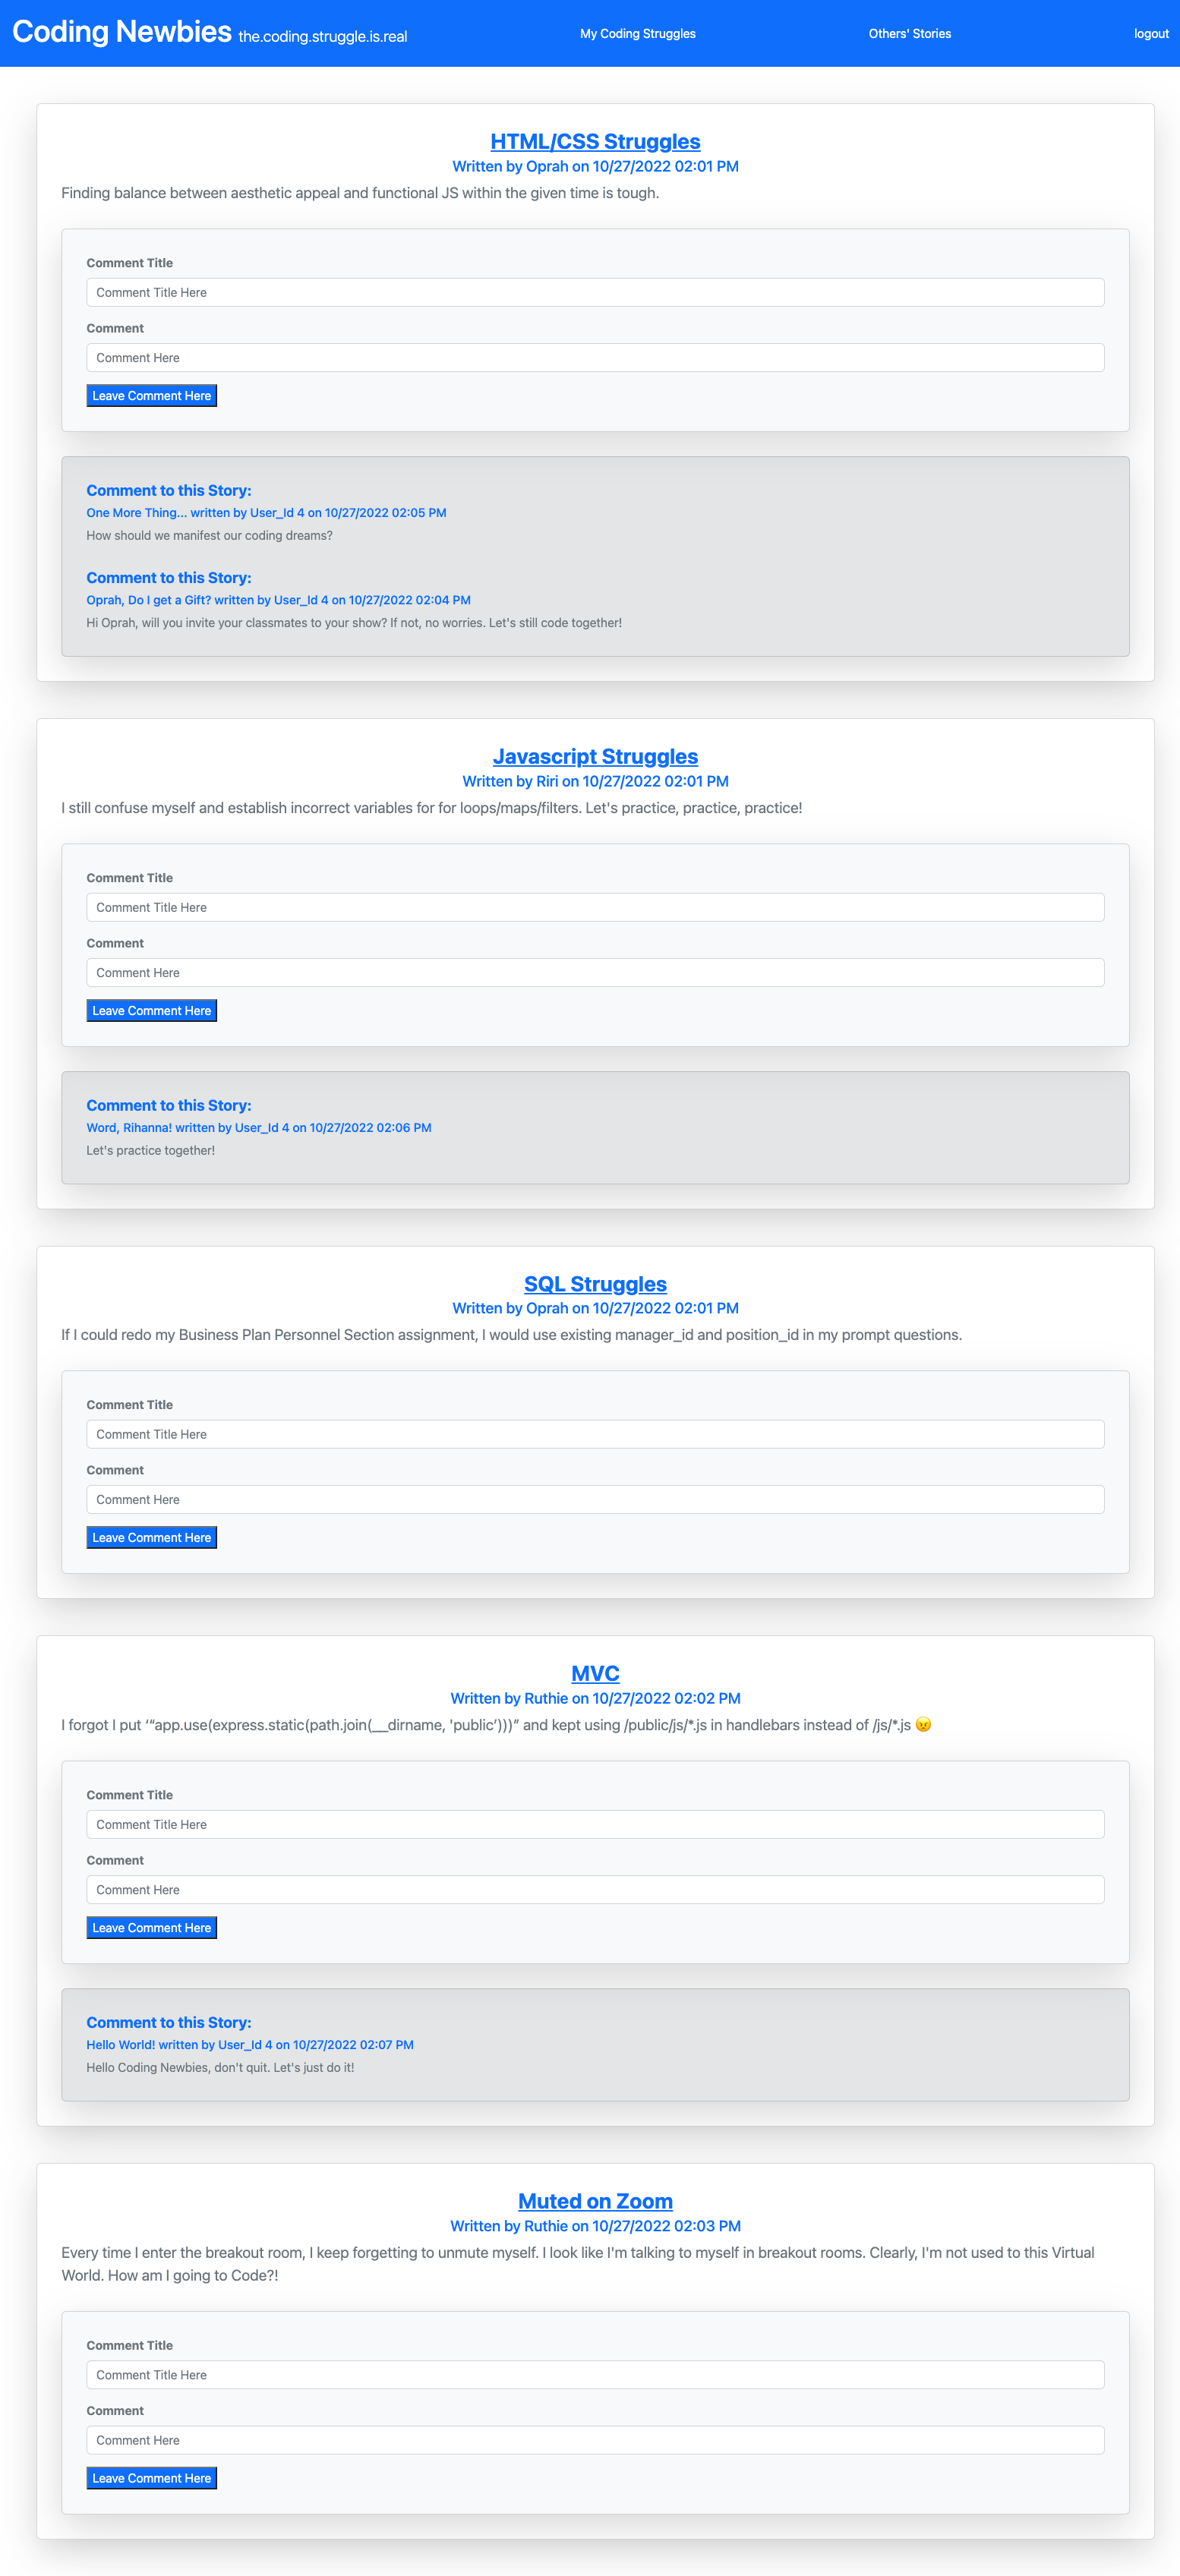 Coding Newbies the.coding.struggle.is.real My Coding Struggles Others' Stories logout
HTML/CSS Struggles
Written by Oprah on 10/27/2022 02:01 PM
Finding balance between aesthetic appeal and functional JS within the given time is tough.
Comment Title
Comment Title Here
Comment
Comment Here
Leave Comment Here
Comment to this Story:
One More Thing... written by User_Id 4 on 10/27/2022 02:05 PM
How should we manifest our coding dreams?
Comment to this Story:
Oprah, Do I get a Gift? written by User_Id 4 on 10/27/2022 02:04 PM
Hi Oprah, will you invite your classmates to your show? If not, no worries. Let's still code together!
Javascript Struggles
Written by Riri on 10/27/2022 02:01 PM
I still confuse myself and establish incorrect variables for for loops/maps/filters. Let's practice, practice, practice!
Comment Title
Comment Title Here
Comment
Comment Here
Leave Comment Here
Comment to this Story:
Word, Rihanna! written by User_Id 4 on 10/27/2022 02:06 PM
Let's practice together!
SQL Struggles
Written by Oprah on 10/27/2022 02:01 PM
If I could redo my Business Plan Personnel Section assignment, I would use existing manager_id and position_id in my prompt questions.
Comment Title
Comment Title Here
Comment
Comment Here
Leave Comment Here
MVC
Written by Ruthie on 10/27/2022 02:02 PM
I forgot I put ‘“app.use(express.static(path.join(__dirname, 'public’)))” and kept using /public/js/*.js in handlebars instead of /js/*.js 😠
Comment Title
Comment Title Here
Comment
Comment Here
Leave Comment Here
Comment to this Story:
Hello World! written by User_Id 4 on 10/27/2022 02:07 PM
Hello Coding Newbies, don't quit. Let's just do it!
Muted on Zoom
Written by Ruthie on 10/27/2022 02:03 PM
Every time I enter the breakout room, I keep forgetting to unmute myself. I look like I'm talking to myself in breakout rooms. Clearly, I'm not used to this Virtual
World. How am I going to Code?!
Comment Title
Comment Title Here
Comment
Comment Here
Leave Comment Here